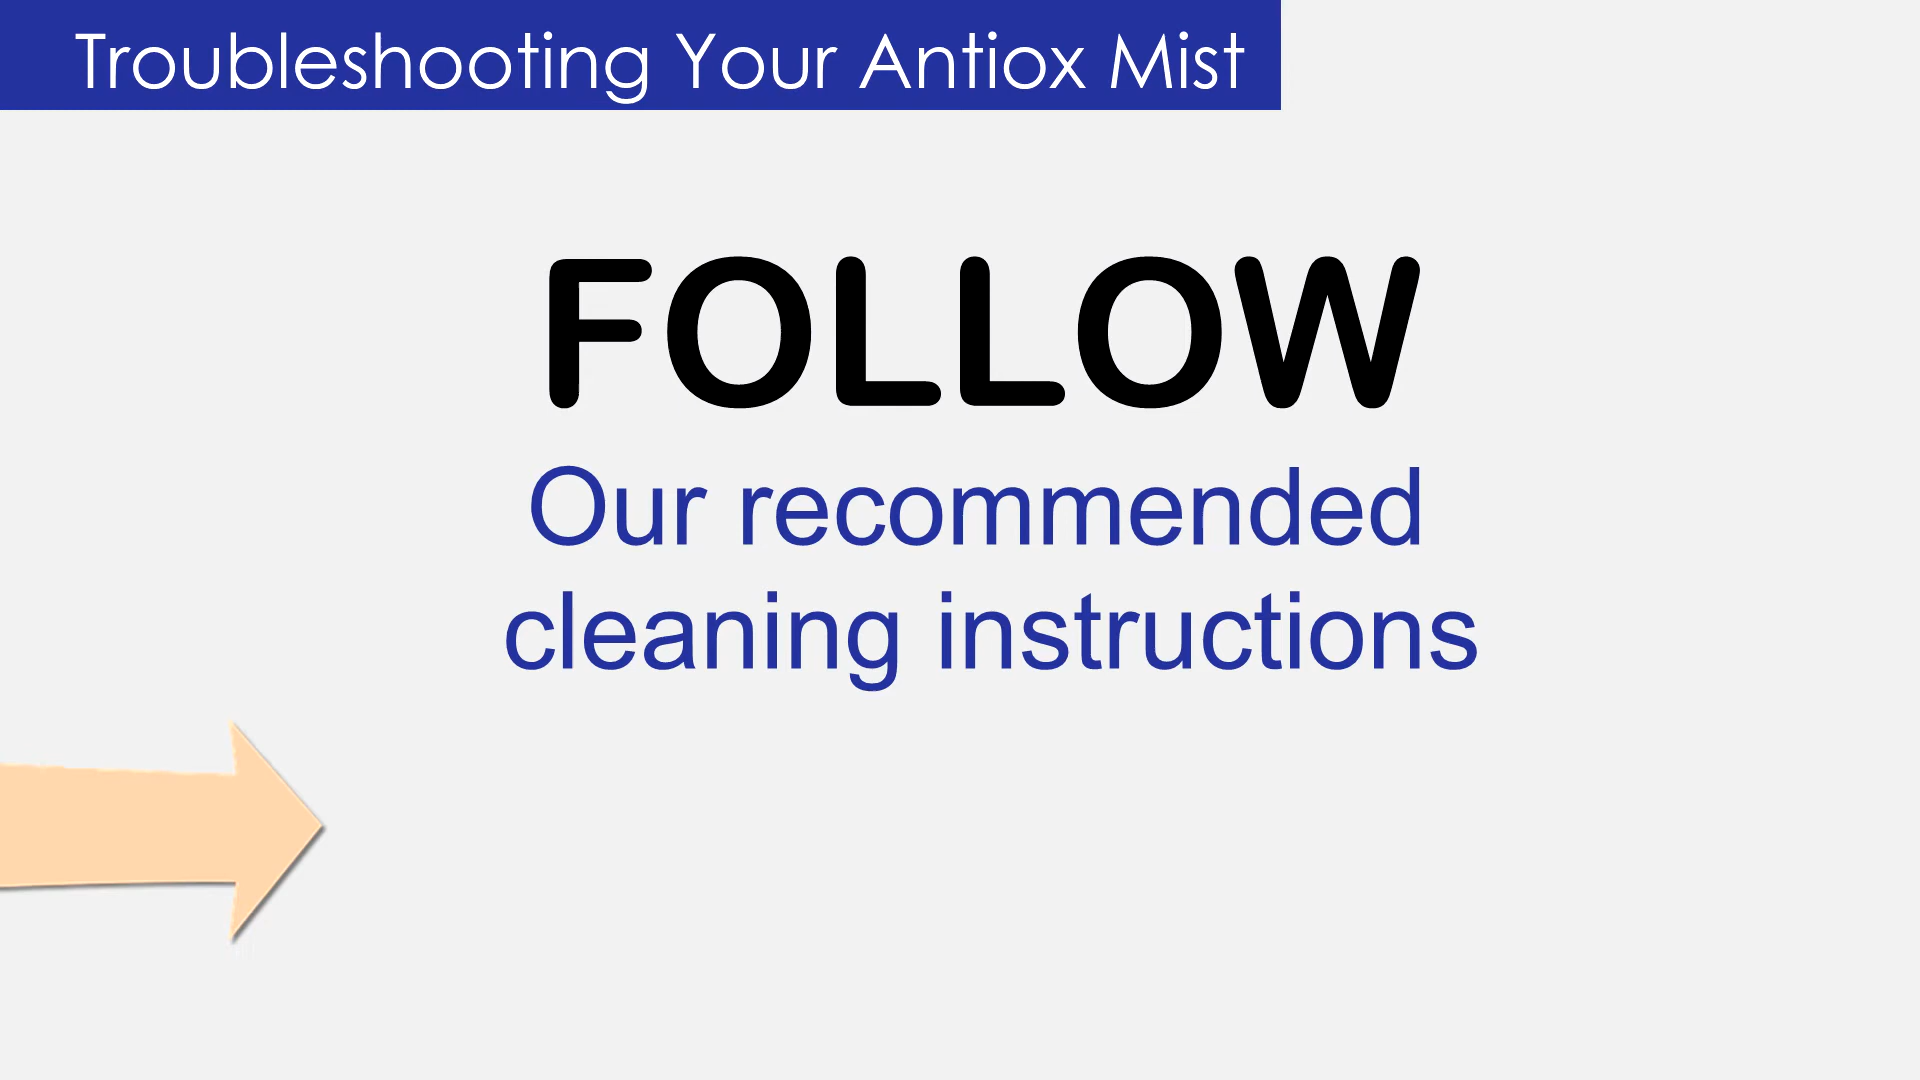 Troubleshooting Your Antiox Mist
FOLLOW
Our recommended
cleaning instructions